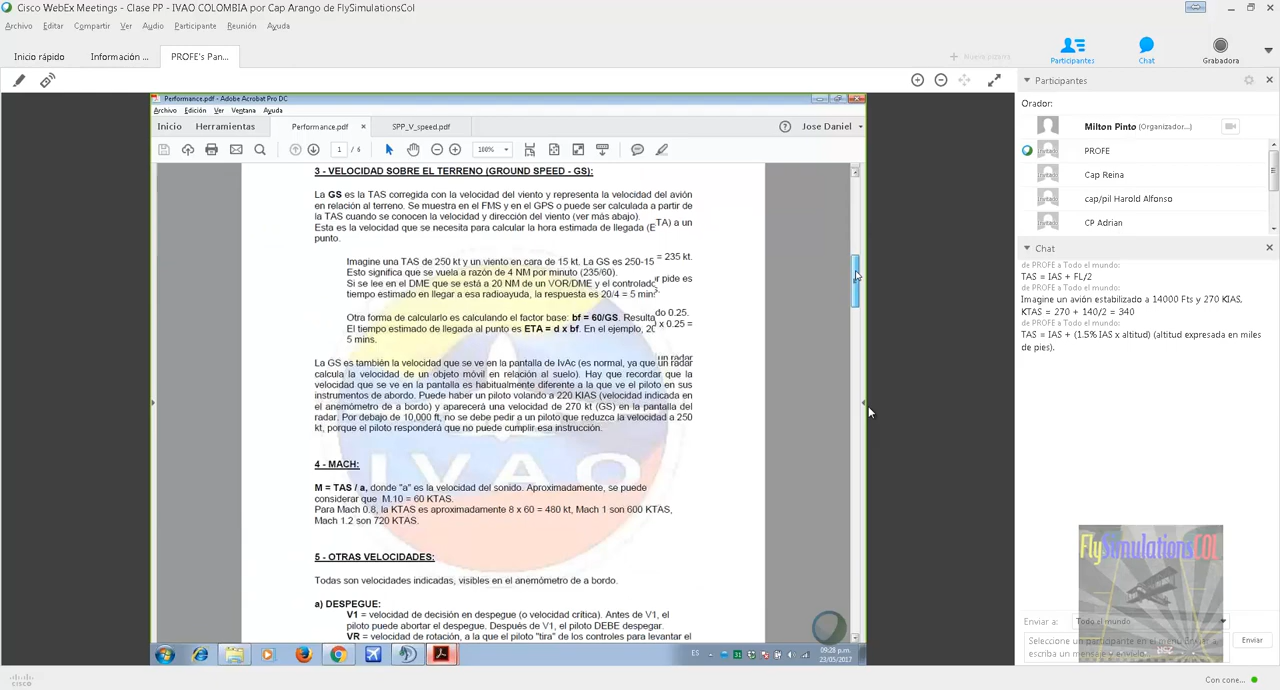 Cisco WebEx Meetings - Clase PP - IVAO COLOMBIA por Cap Arango de FlySimulationsCol
Archivo Editar Compartir Ver Audio Participante Reunión Ayuda
Inicio rápido Información ... PROFE's Pan...
Nueva pizarra
Participantes Chat Grabadora
Performance.pdf - Adobe Acrobat Pro DC
Archivo Edición Ver Ventana Ayuda
Inicio Herramientas Performance.pdf × SPP_V_speed.pdf Jose Daniel
1 / 6 100%
3 - VELOCIDAD SOBRE EL TERRENO (GROUND SPEED - GS):
La GS es la TAS corregida con la velocidad del viento y representa la velocidad del avión
en relación al terreno. Se muestra en el FMS y en el GPS o puede ser calculada a partir de
la TAS cuando se conocen la velocidad y dirección del viento (ver más abajo).
TA) a un
Esta es la velocidad que se necesita para calcular la hora estimada de llegada (E
punto.
Imagine una TAS de 250 kt y un viento en cara de 15 kt. La GS es 250-15 = 235 kt.
Esto significa que se vuela a razón de 4 NM por minuto (235/60).
Si se lee en el DME que se está a 20 NM de un VOR/DME y el controlado r pide es
tiempo estimado en llegar a esa radioayuda, la respuesta es 20/4 = 5 min s.
Otra forma de calcularlo es calculando el factor base: bf = 60/GS. Resulta do 0.25.
El tiempo estimado de llegada al punto es ETA = d x bf. En el ejemplo, 20 x 0.25 =
5 mins.
La GS es también la velocidad que se ve en la pantalla de IvAc (es normal, ya que un radar
calcula la velocidad de un objeto móvil en relación al suelo). Hay que recordar que la
velocidad que se ve en la pantalla es habitualmente diferente a la que ve el piloto en sus
instrumentos de abordo. Puede haber un piloto volando a 220 KIAS (velocidad indicada en
el anemómetro de a bordo) y aparecerá una velocidad de 270 kt (GS) en la pantalla del
radar. Por debajo de 10,000 ft, no se debe pedir a un piloto que reduzca la velocidad a 250
kt, porque el piloto responderá que no puede cumplir esa instrucción.
4 - MACH:
IVAO
M = TAS / a, donde "a" es la velocidad del sonido. Aproximadamente, se puede
considerar que M.10 = 60 KTAS.
Para Mach 0.8, la KTAS es aproximadamente 8 x 60 = 480 kt, Mach 1 son 600 KTAS,
Mach 1.2 son 720 KTAS.
5 - OTRAS VELOCIDADES:
Todas son velocidades indicadas, visibles en el anemómetro de a bordo.
a) DESPEGUE:
V1 = velocidad de decisión en despegue (o velocidad crítica). Antes de V1, el
piloto puede abortar el despegue. Después de V1, el piloto DEBE despegar.
VR = velocidad de rotación, a la que el piloto "tira" de los controles para levantar el
ES 09:28 p.m.
23/05/2017
Participantes
Orador:
Milton Pinto (Organizador...)
PROFE
Cap Reina
cap/pil Harold Alfonso
CP Adrian
Chat
de PROFE a Todo el mundo:
TAS = IAS + FL/2
de PROFE a Todo el mundo:
Imagine un avión estabilizado a 14000 Fts y 270 KIAS,
KTAS = 270 + 140/2 = 340
de PROFE a Todo el mundo:
TAS = IAS + (1.5% IAS x altitud) (altitud expresada en miles
de pies).
FlySimulationsCOL
Enviar a: Todo el mundo
Seleccione un participante en el menú Enviar a,
escriba un mensaje y envíelo
Enviar
cisco
Con cone...